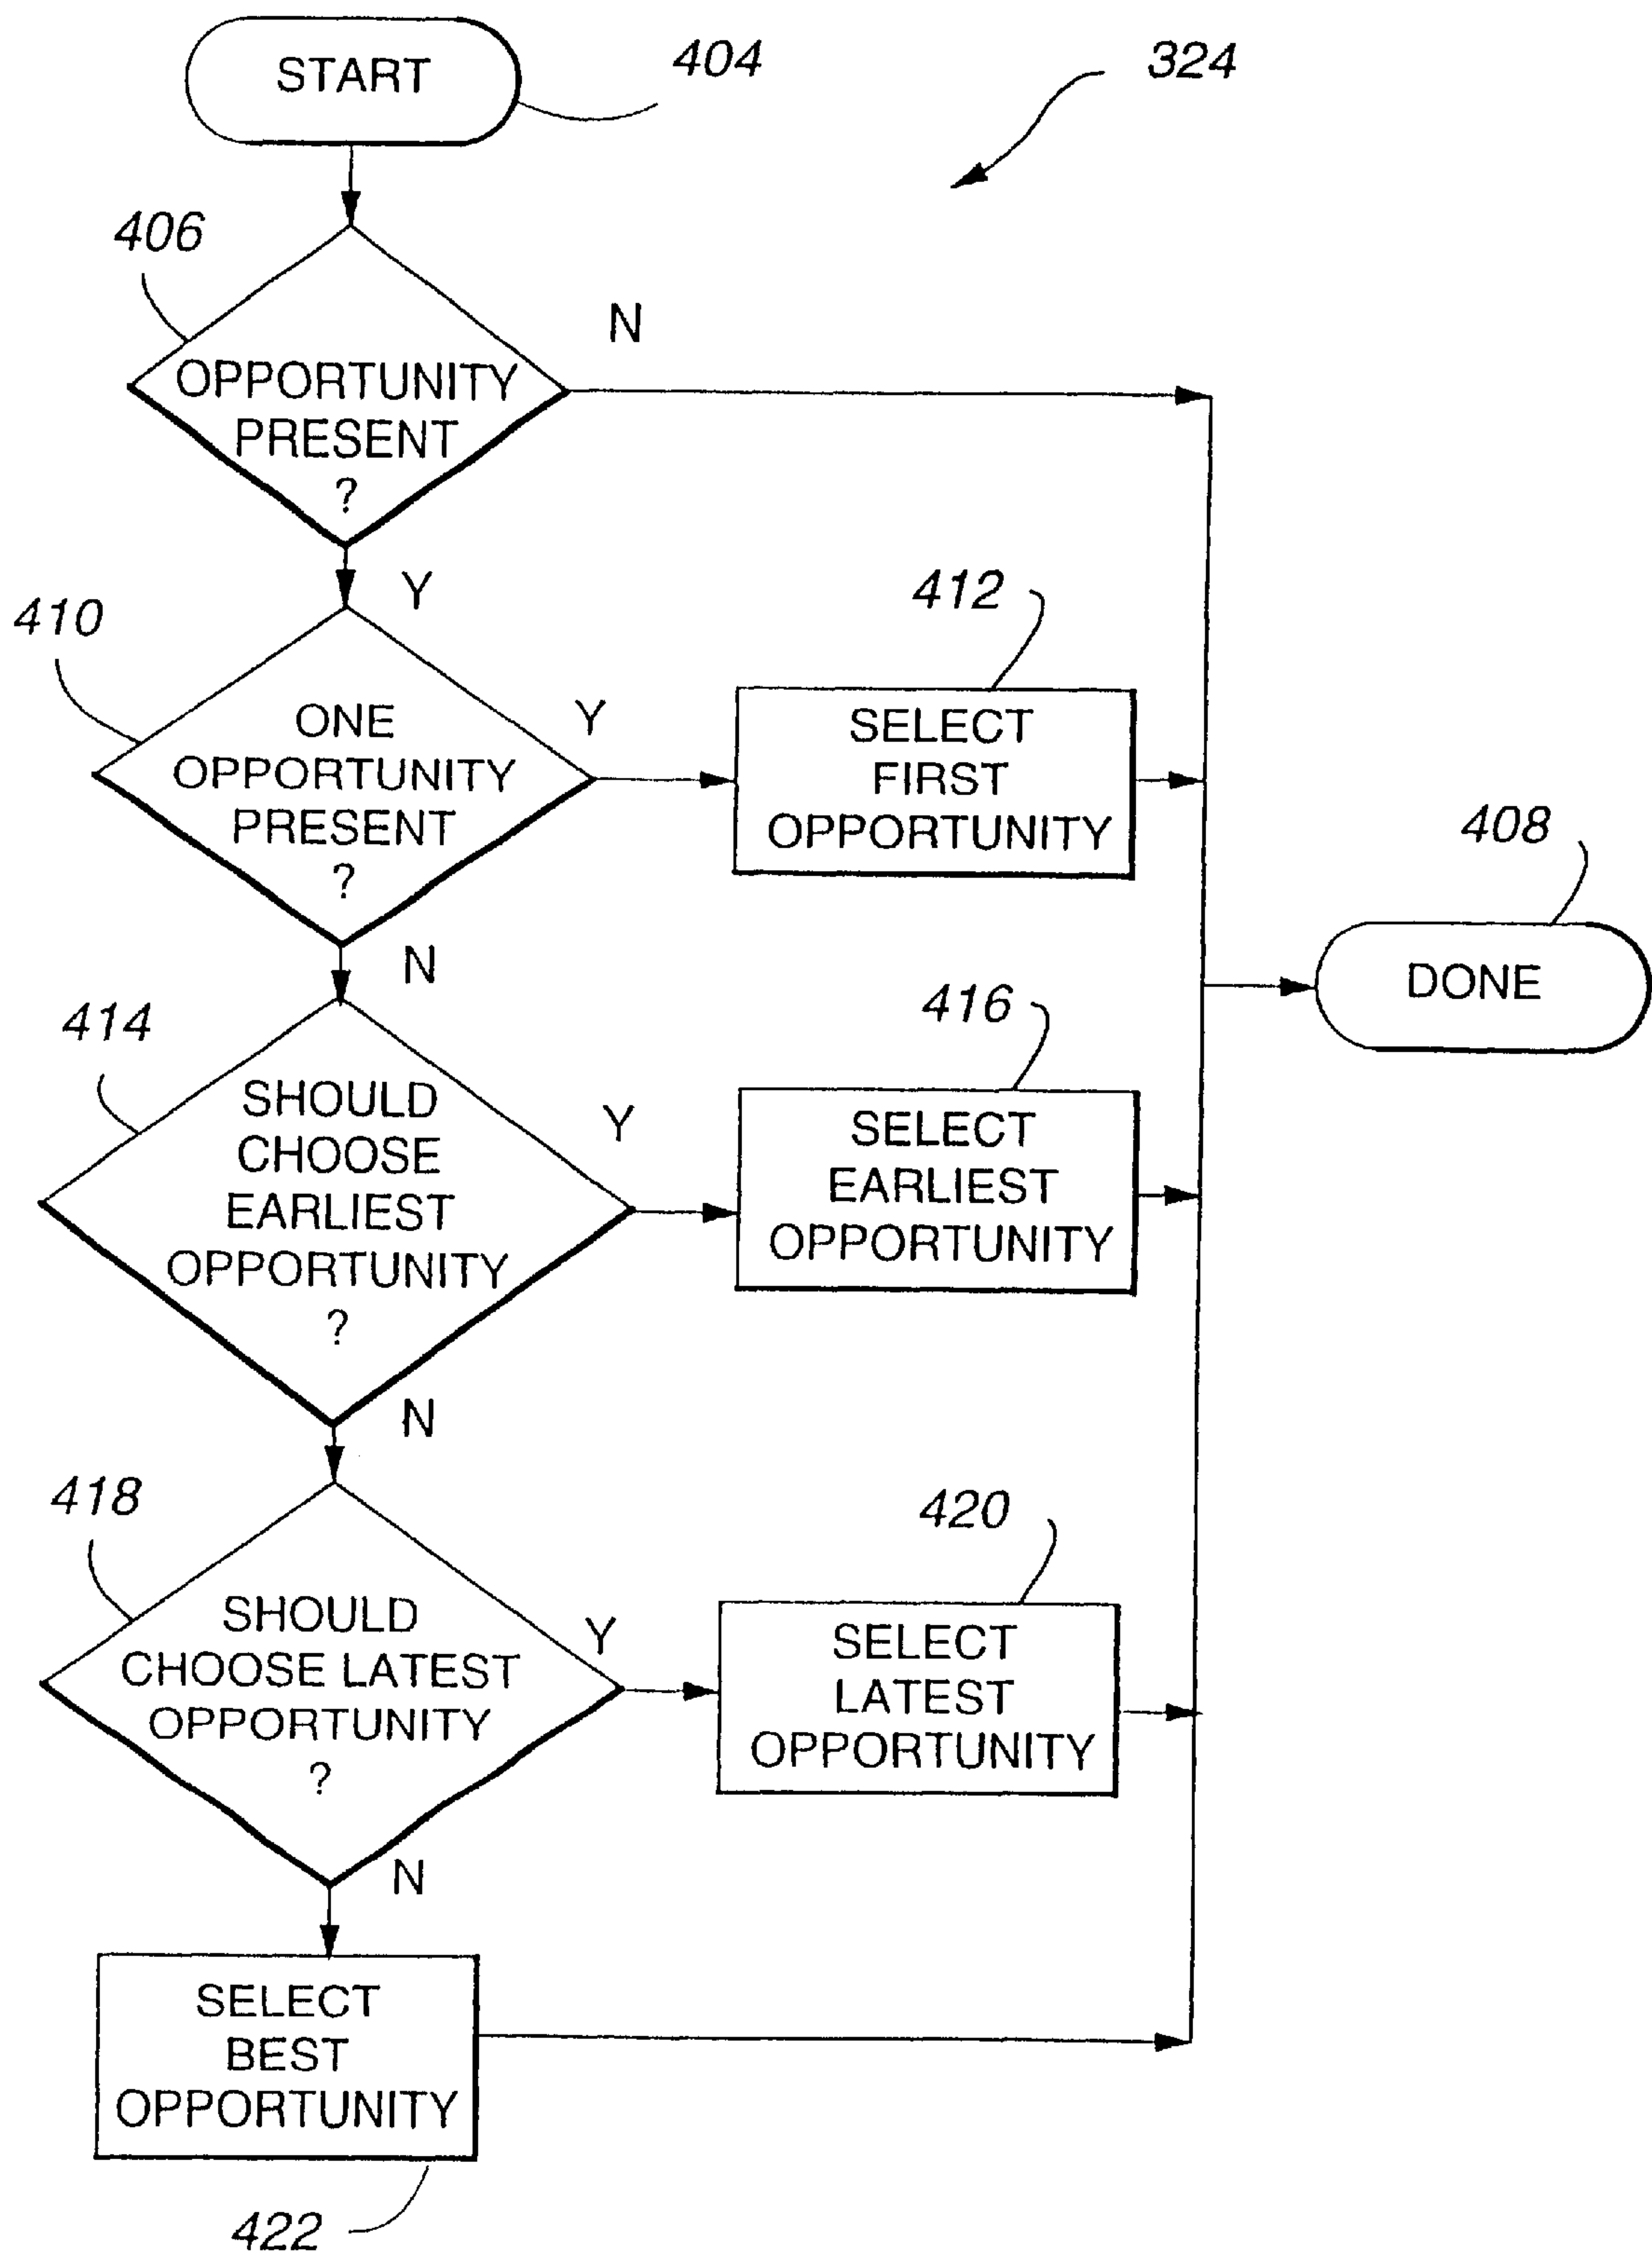 START
404
324
406
N
OPPORTUNITY
PRESENT
?
Y
410
412
ONE
OPPORTUNITY
PRESENT
?
Y
SELECT
FIRST
OPPORTUNITY
408
DONE
N
414
416
SHOULD
CHOOSE
EARLIEST
OPPORTUNITY
?
Y
SELECT
EARLIEST
OPPORTUNITY
N
418
420
SHOULD
CHOOSE LATEST
OPPORTUNITY
?
Y
SELECT
LATEST
OPPORTUNITY
N
SELECT
BEST
OPPORTUNITY
422